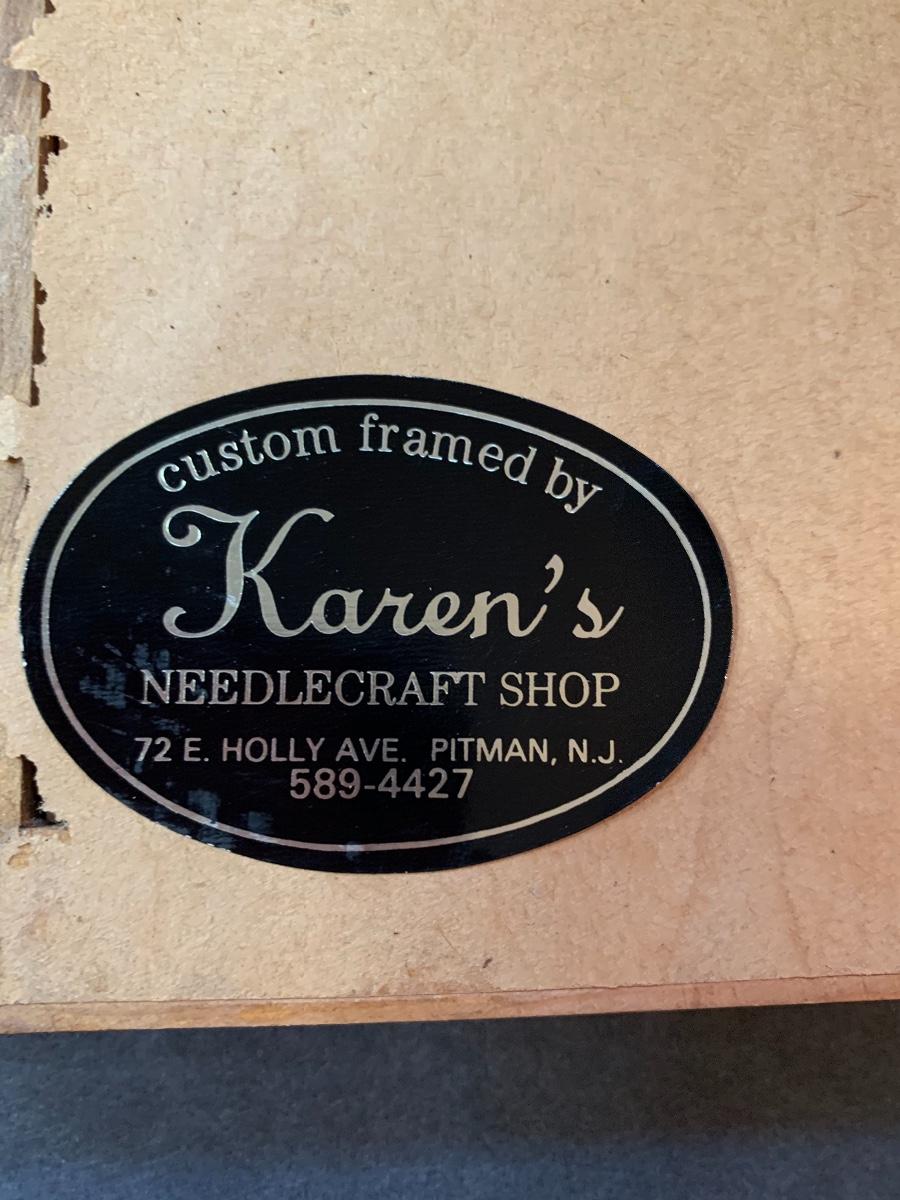 custom framed by
Karen's
NEEDLECRAFT SHOP
72 E. HOLLY AVE. PITMAN, N.J.
589-4427